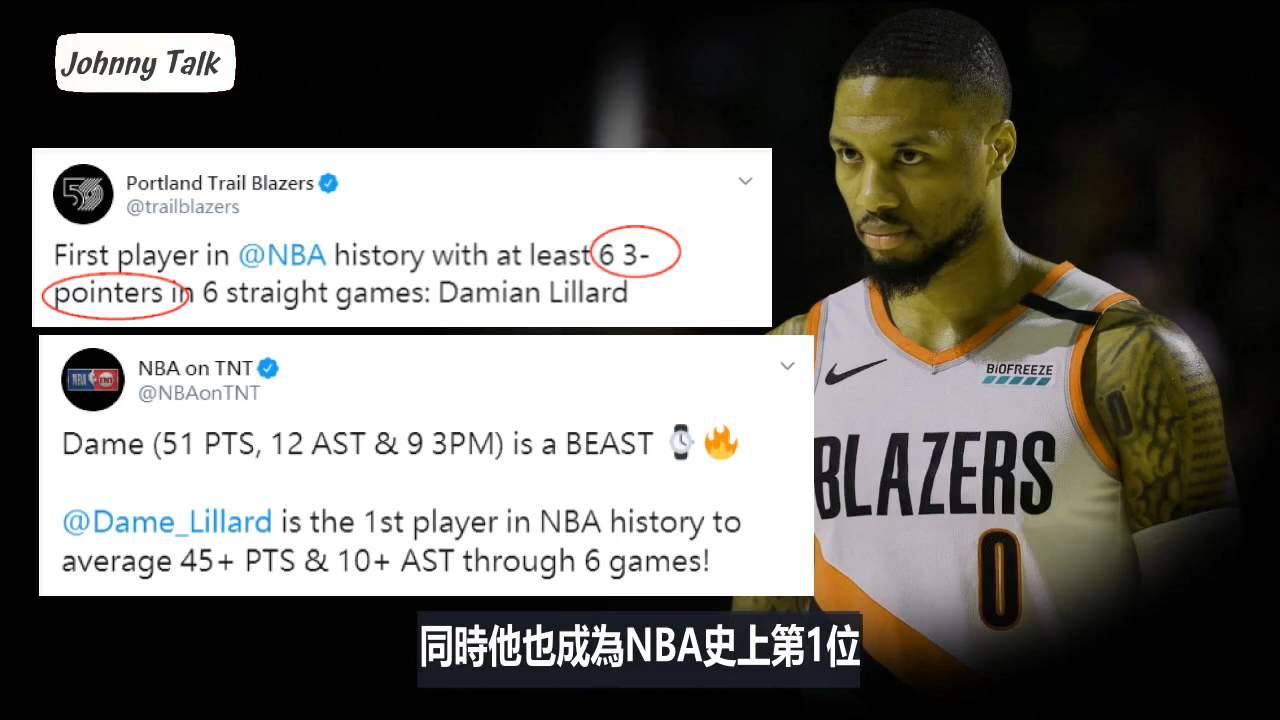 Johnny Talk
Portland Trail Blazers
@trailblazers
First player in @NBA history with at least 6 3-
pointers in 6 straight games: Damian Lillard
NBA on TNT
@NBAonTNT
Dame (51 PTS, 12 AST & 9 3PM) is a BEAST ⌚🔥
@Dame_Lillard is the 1st player in NBA history to
average 45+ PTS & 10+ AST through 6 games!
BIOFREEZE
BLAZERS
0
同時他也成為NBA史上第1位